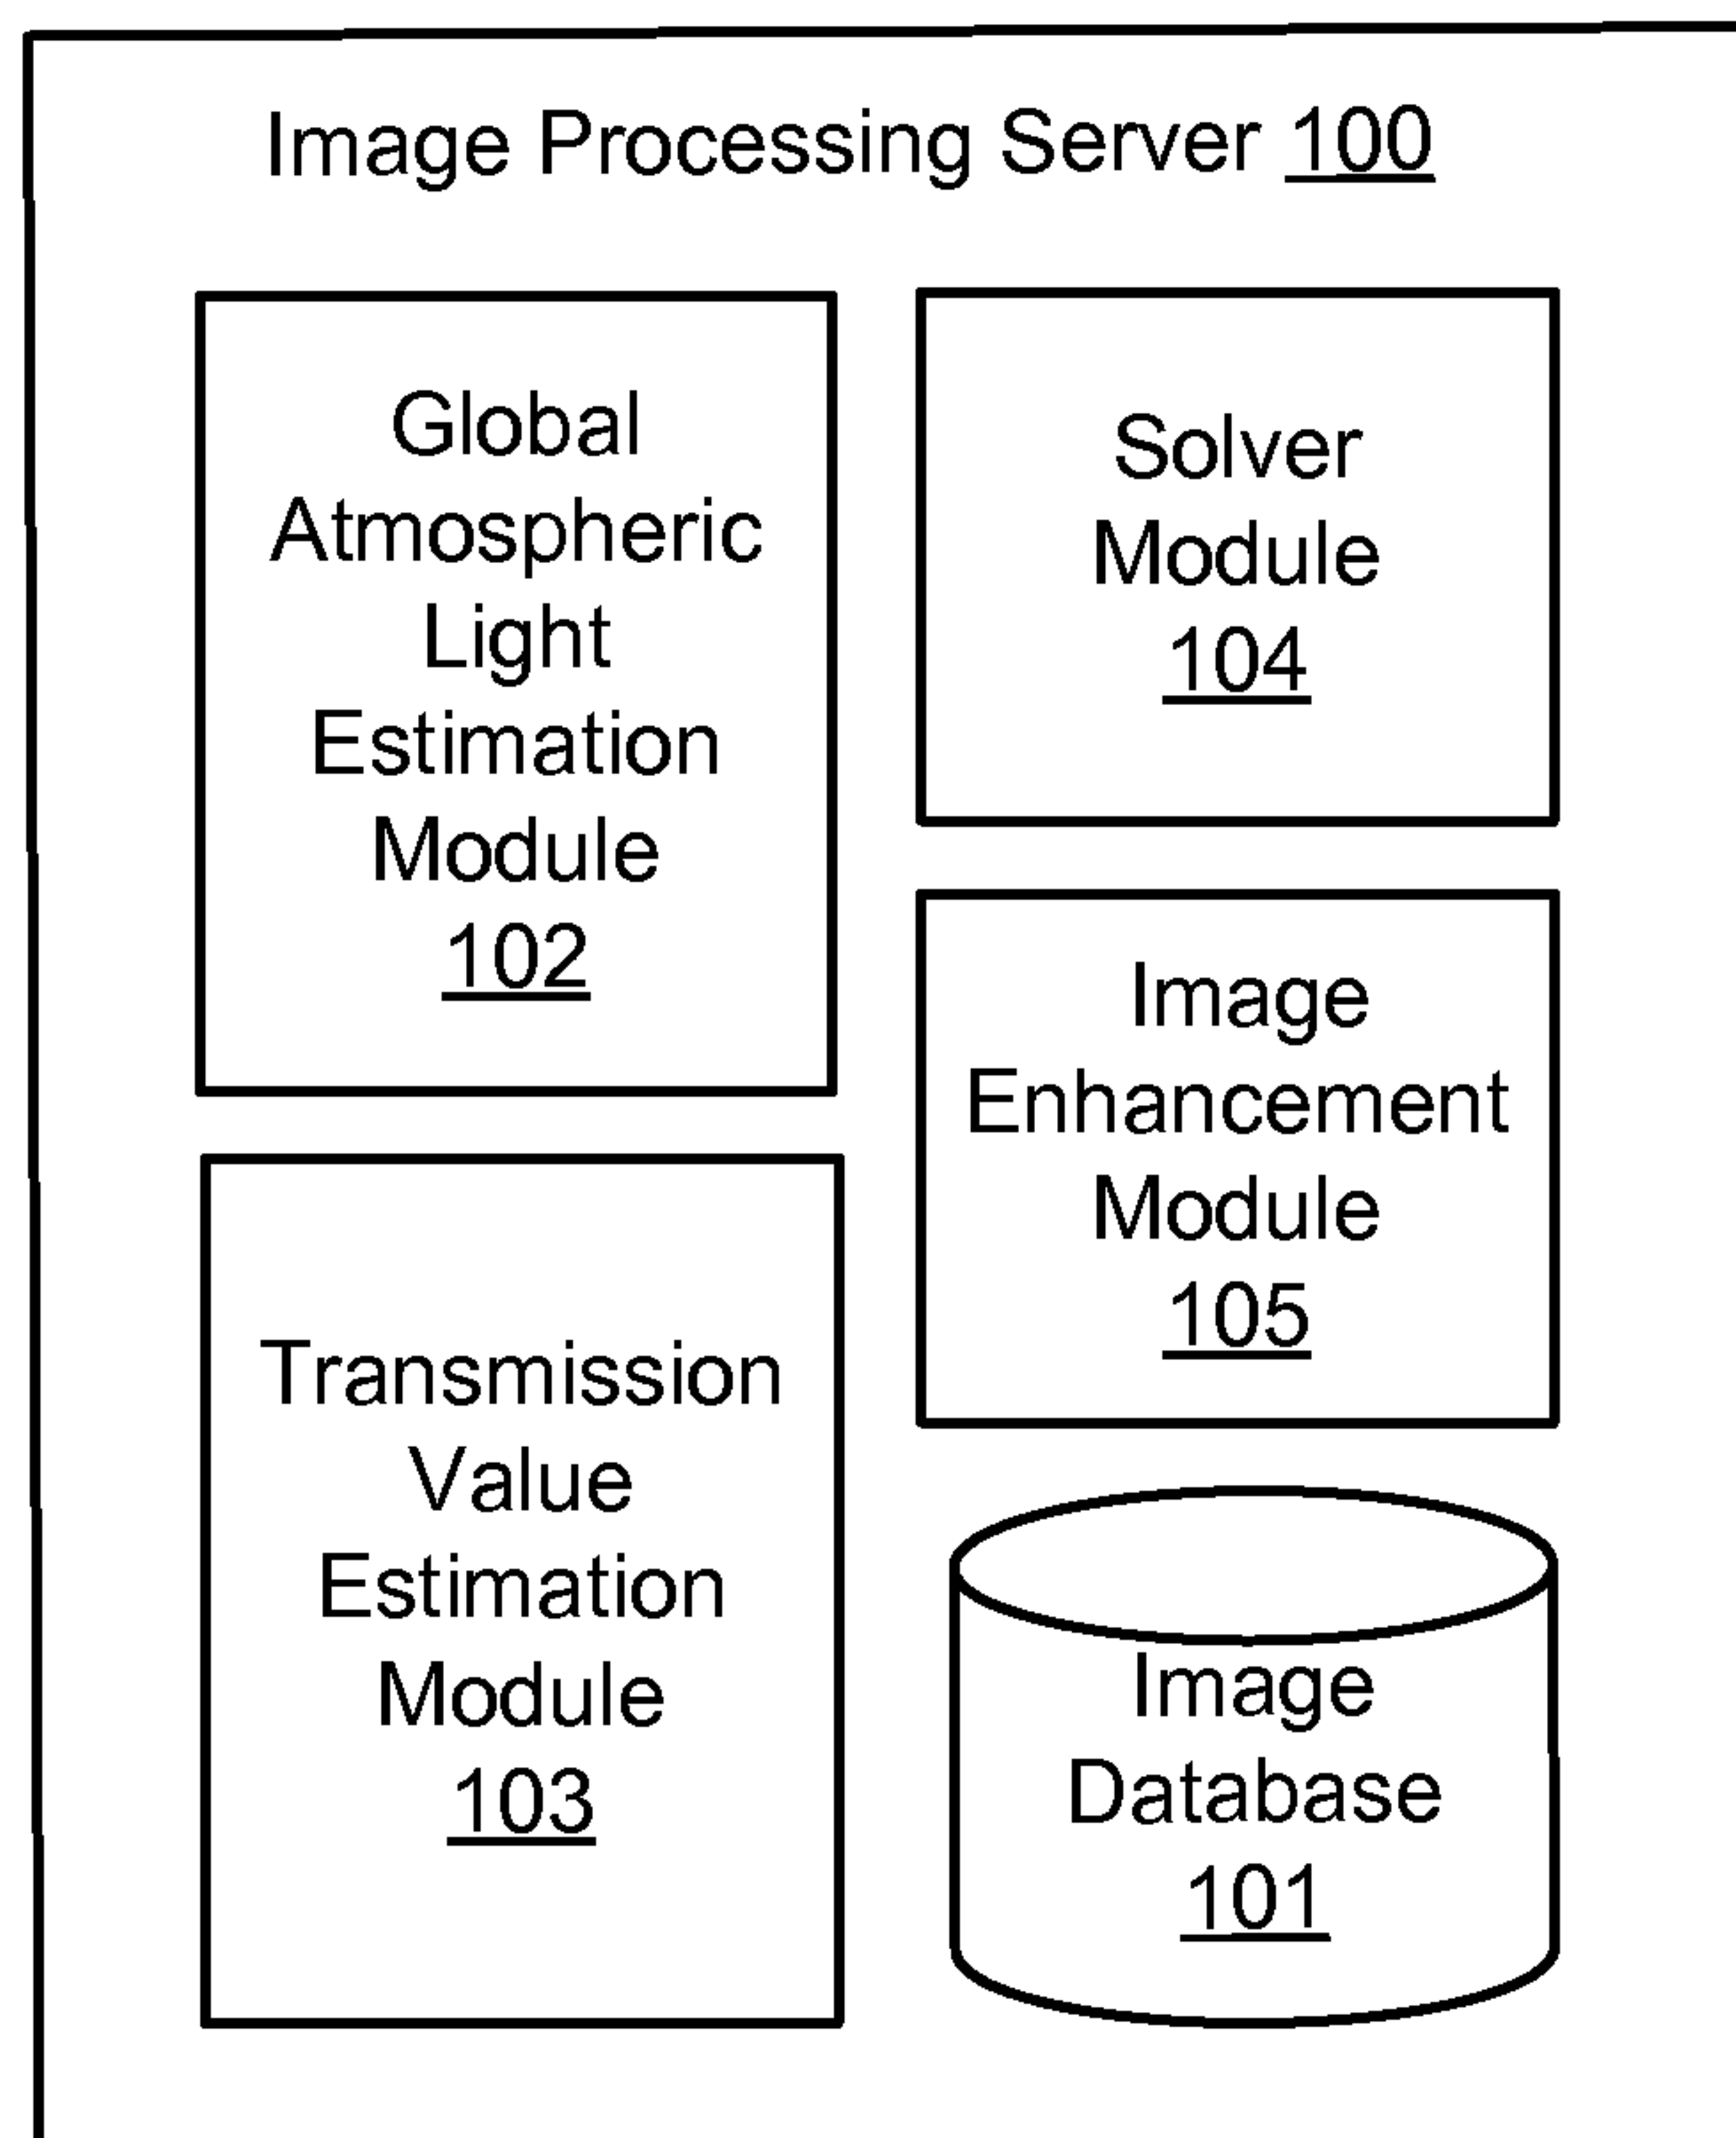 Image Processing Server 100
Global
Atmospheric
Light
Estimation
Module
102
Transmission
Value
Estimation
Module
103
Solver
Module
104
Image
Enhancement
Module
105
Image
Database
101